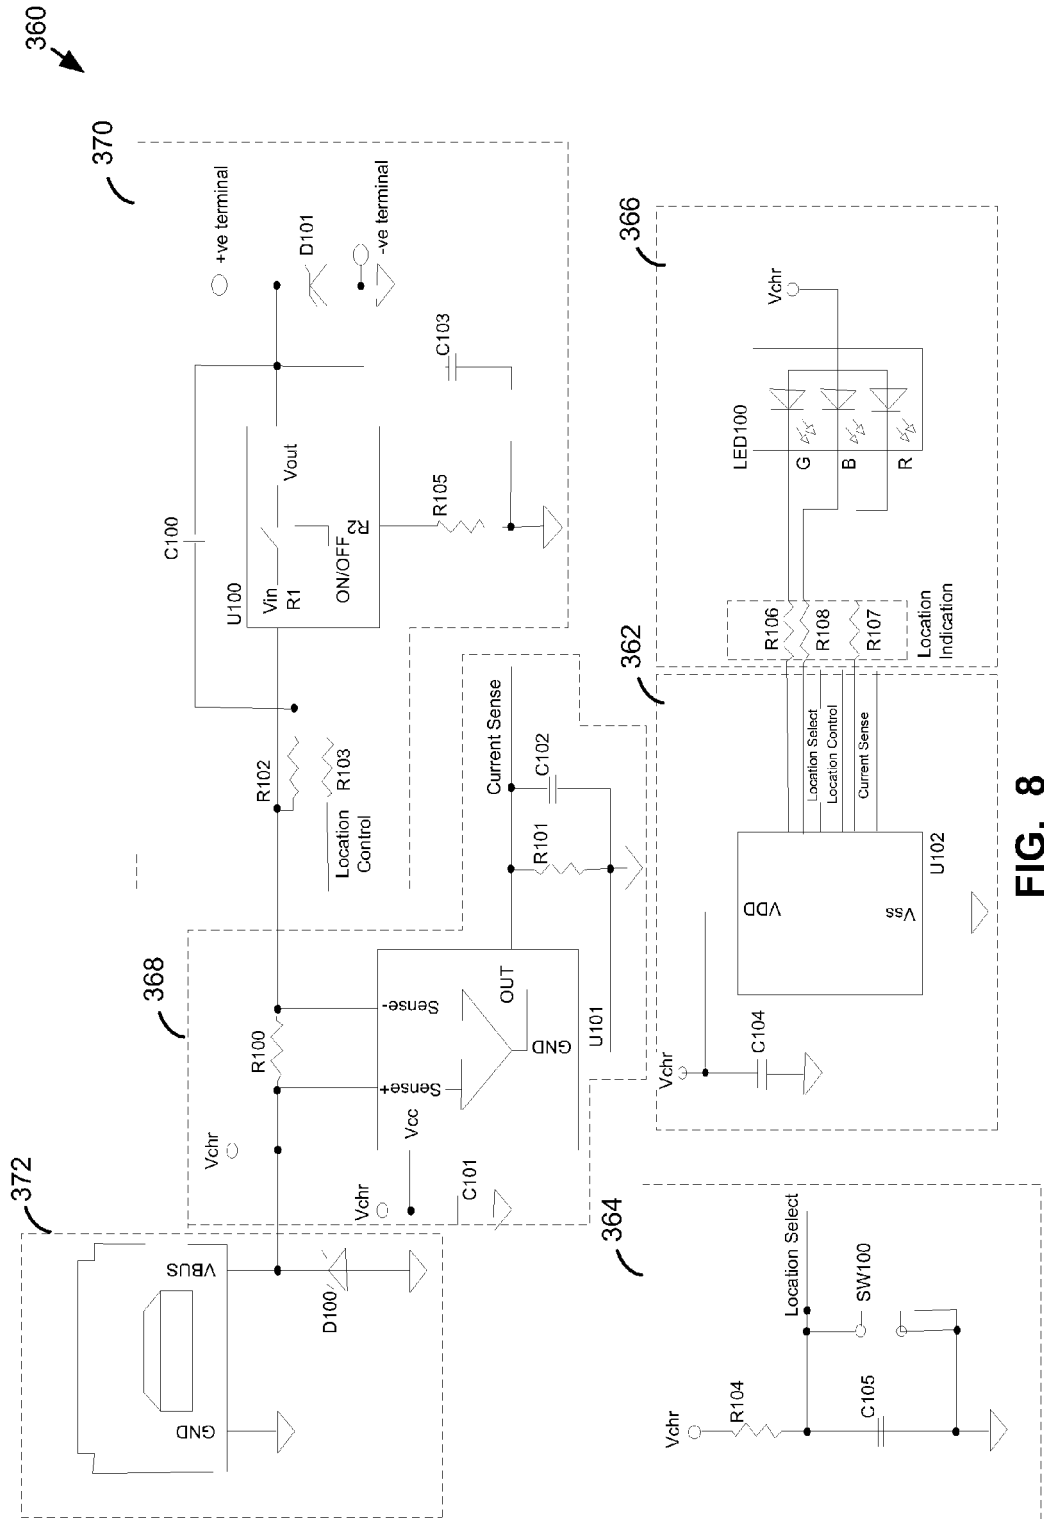 360
370
+ve terminal
D101
-ve terminal
C100
Vout
Vin
R1
ON/OFF
R2
U100
R105
C103
R102
R103
Location
Control
368
Vchr
R100
Sense-
Sense+
OUT
GND
U101
Vcc
Vchr
C101
Current Sense
R101
C102
372
VBUS
GND
D100
366
Vchr
LED100
G
B
R
R106
R108
R107
Location
Indication
362
Location Select
Location Control
Current Sense
VDD
Vss
U102
Vchr
C104
364
Location Select
SW100
Vchr
R104
C105
FIG. 8